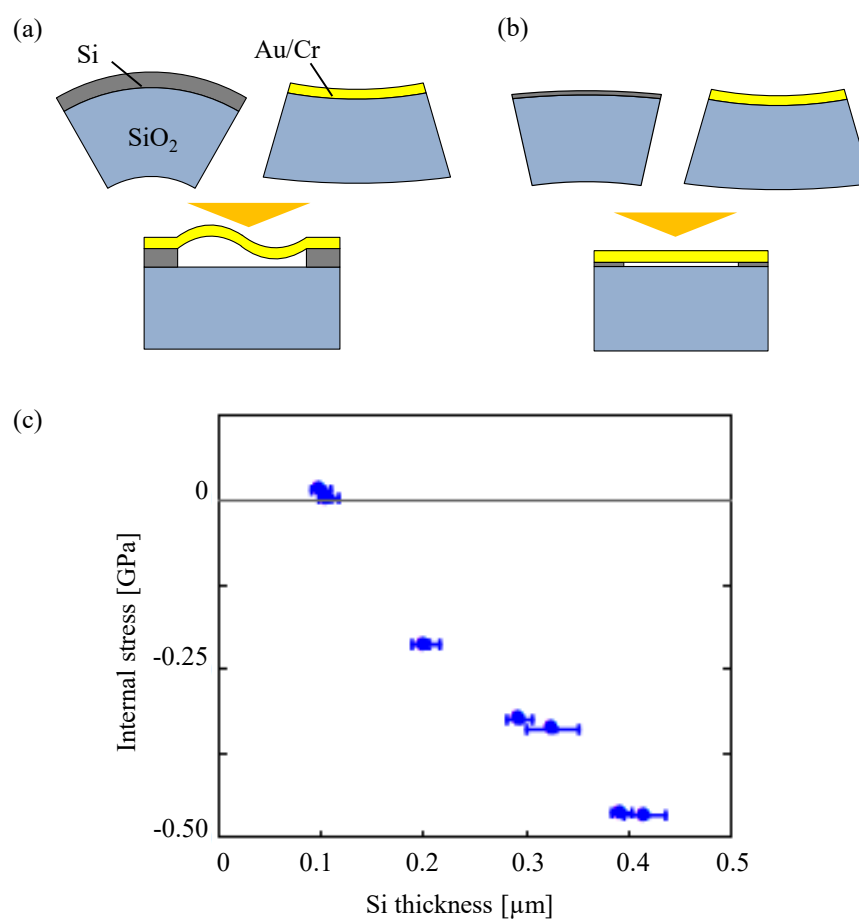 (a)
(b)
Si
Au/Cr
SiO₂
(c)
0
-0.25
-0.50
Internal stress [GPa]
0 0.1 0.2 0.3 0.4 0.5
Si thickness [µm]